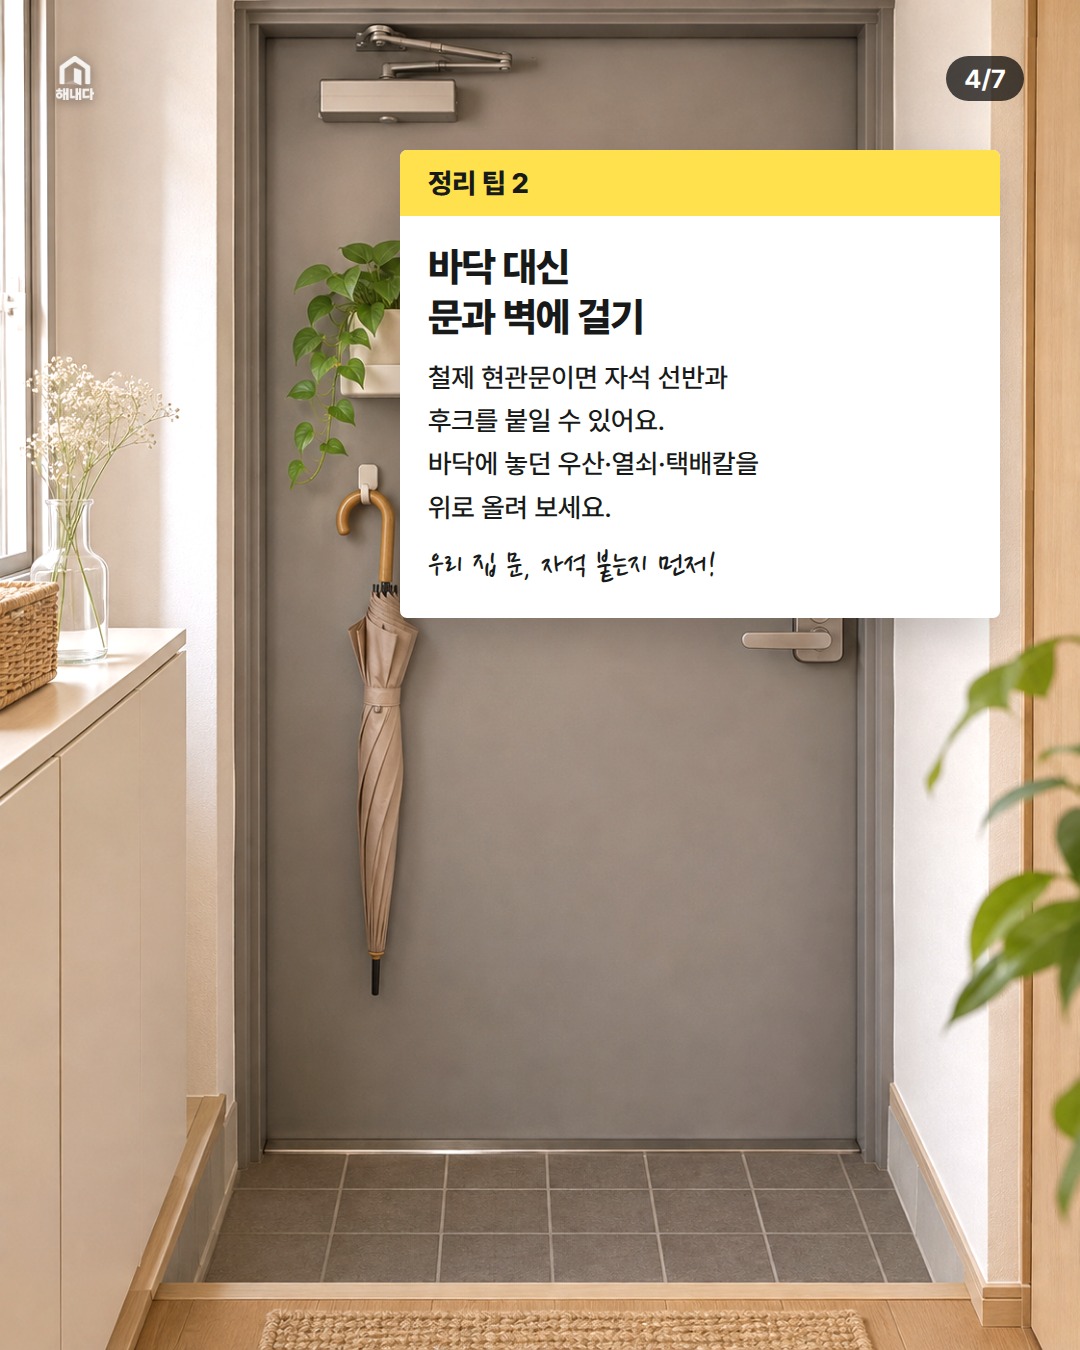 해내다
4/7
정리 팁 2
바닥 대신
문과 벽에 걸기
철제 현관문이면 자석 선반과
후크를 붙일 수 있어요.
바닥에 놓던 우산·열쇠·택배칼을
위로 올려 보세요.
우리 집 문, 자석 붙는지 먼저!